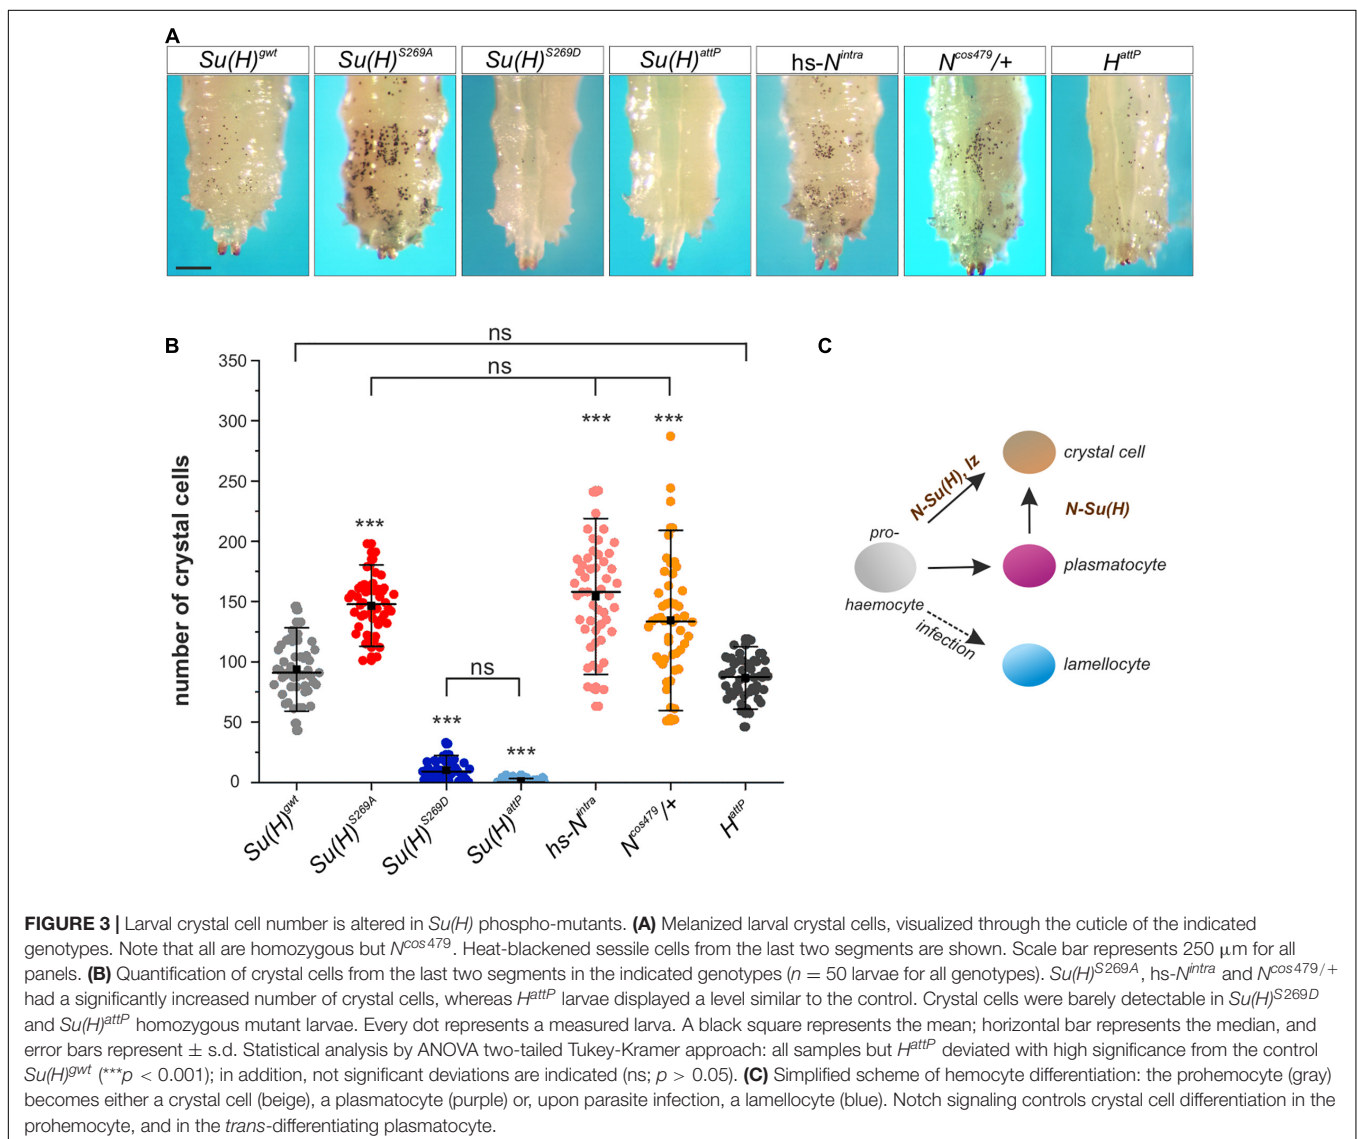 A
Su(H)^gwt Su(H)^S269A Su(H)^S269D Su(H)^attP hs-N^intra N^cos479/+ H^attP
B
ns
C
350
ns
300
*** ***
250
200
***
150
100
50
ns
*** ***
0
number of crystal cells
Su(H)^gwt Su(H)^S269A Su(H)^S269D Su(H)^attP hs-N^intra N^cos479/+ H^attP
crystal cell
N-Su(H), lz
N-Su(H)
pro-
haemocyte
plasmatocyte
infection
lamellocyte
FIGURE 3 | Larval crystal cell number is altered in Su(H) phospho-mutants. (A) Melanized larval crystal cells, visualized through the cuticle of the indicated
genotypes. Note that all are homozygous but N^cos479. Heat-blackened sessile cells from the last two segments are shown. Scale bar represents 250 μm for all
panels. (B) Quantification of crystal cells from the last two segments in the indicated genotypes (n = 50 larvae for all genotypes). Su(H)^S269A, hs-N^intra and N^cos479/+
had a significantly increased number of crystal cells, whereas H^attP larvae displayed a level similar to the control. Crystal cells were barely detectable in Su(H)^S269D
and Su(H)^attP homozygous mutant larvae. Every dot represents a measured larva. A black square represents the mean; horizontal bar represents the median, and
error bars represent ± s.d. Statistical analysis by ANOVA two-tailed Tukey-Kramer approach: all samples but H^attP deviated with high significance from the control
Su(H)^gwt (***p < 0.001); in addition, not significant deviations are indicated (ns; p > 0.05). (C) Simplified scheme of hemocyte differentiation: the prohemocyte (gray)
becomes either a crystal cell (beige), a plasmatocyte (purple) or, upon parasite infection, a lamellocyte (blue). Notch signaling controls crystal cell differentiation in the
prohemocyte, and in the trans-differentiating plasmatocyte.